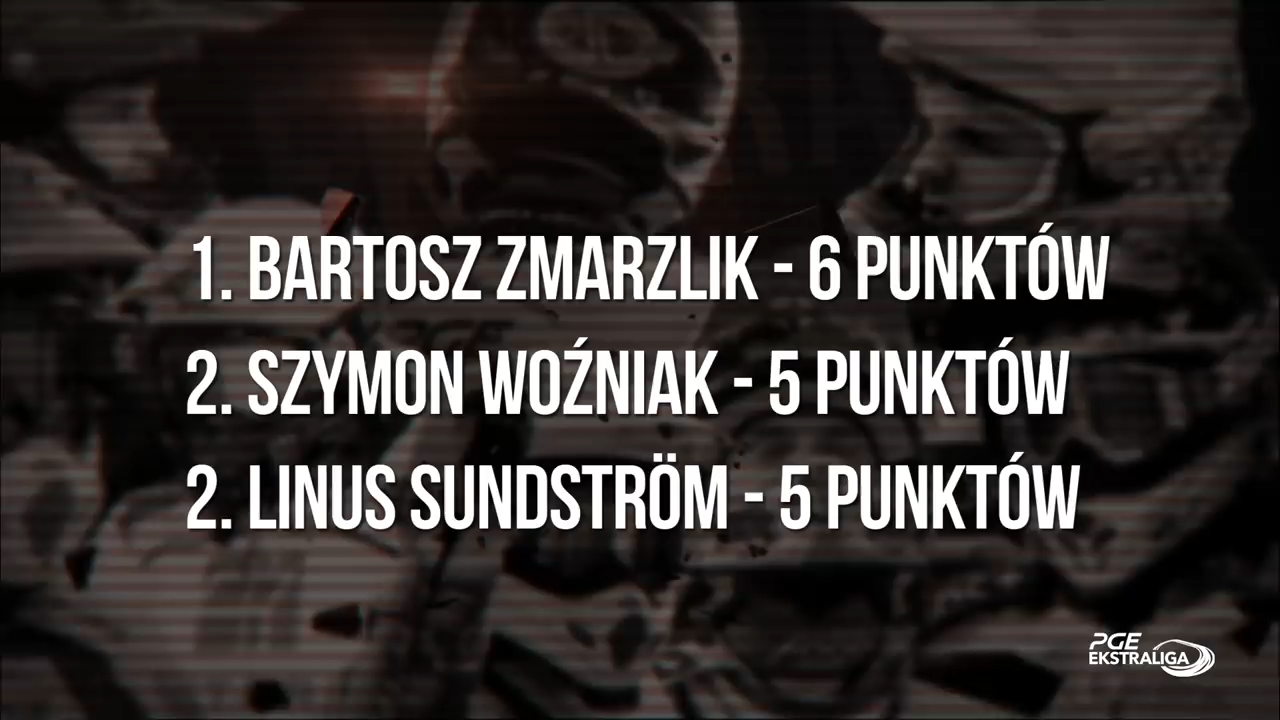 1. BARTOSZ ZMARZLIK - 6 PUNKTÓW
2. SZYMON WOŹNIAK - 5 PUNKTÓW
2. LINUS SUNDSTRÖM - 5 PUNKTÓW
PGE
EKSTRALIGA